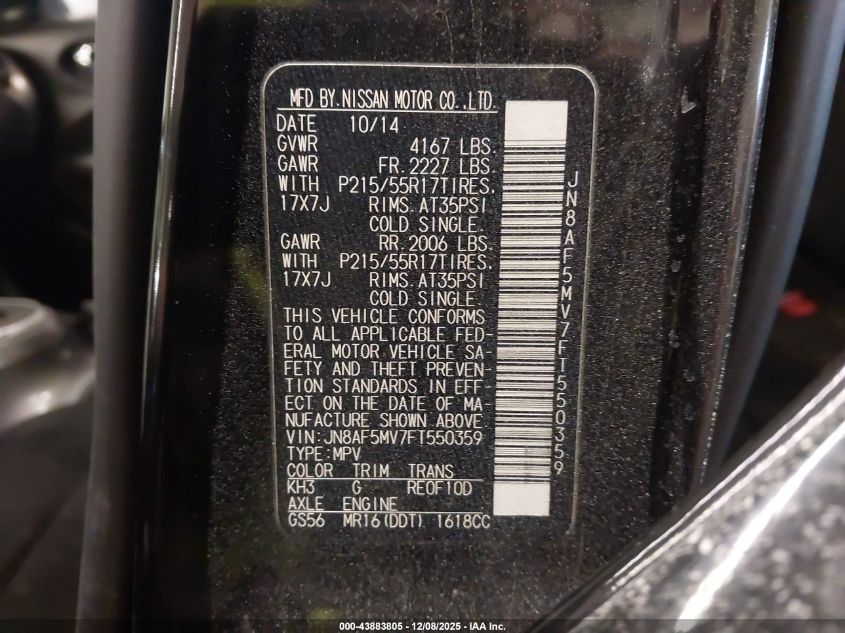 MFD BY.NISSAN MOTOR CO.,LTD.
DATE 10/14
GVWR 4167 LBS.
GAWR FR.2227 LBS.
WITH P215/55R17TIRES.
17X7J RIMS.AT35PSI
COLD SINGLE.
GAWR RR.2006 LBS.
WITH P215/55R17TIRES.
17X7J RIMS.AT35PSI
COLD SINGLE.
THIS VEHICLE CONFORMS
TO ALL APPLICABLE FED-
ERAL MOTOR VEHICLE SA-
FETY AND THEFT PREVEN-
TION STANDARDS IN EFF-
ECT ON THE DATE OF MA
NUFACTURE SHOWN ABOVE
VIN:JN8AF5MV7FT550359
TYPE:MPV
COLOR TRIM TRANS
KH3 G RE0F10D
AXLE ENGINE
GS56 MR16(DDT) 1618CC
JN8AF5MV7FT550359
000-43883805 - 12/08/2025 - IAA Inc.